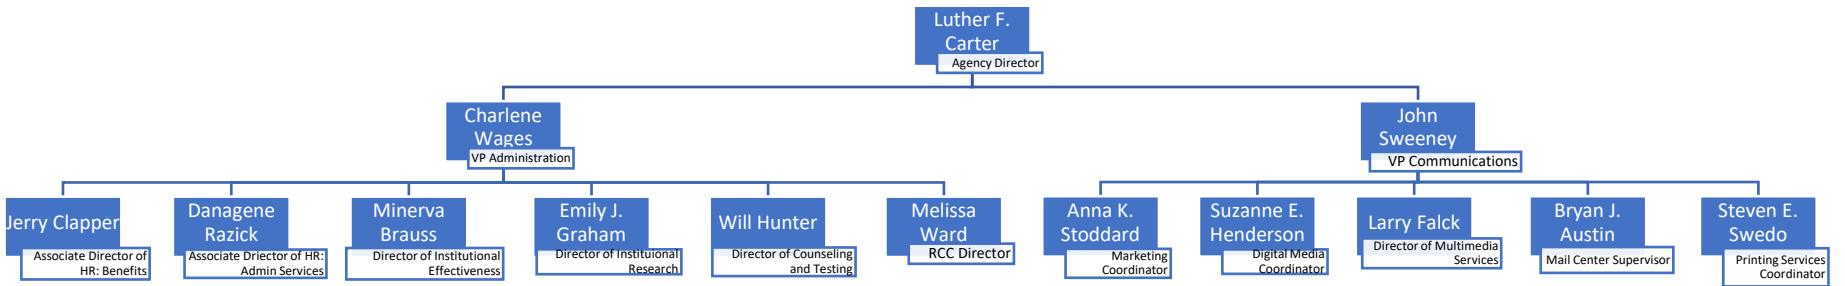 Luther F.
Carter
Agency Director
Charlene
Wages
VP Administration
John
Sweeney
VP Communications
Jerry Clapper
Associate Director of
HR: Benefits
Danagene
Razick
Associate Director of HR:
Admin Services
Minerva
Brauss
Director of Institutional
Effectiveness
Emily J.
Graham
Director of Instituional
Research
Will Hunter
Director of Counseling
and Testing
Melissa
Ward
RCC Director
Anna K.
Stoddard
Marketing
Coordinator
Suzanne E.
Henderson
Digital Media
Coordinator
Larry Falck
Director of Multimedia
Services
Bryan J.
Austin
Mail Center Supervisor
Steven E.
Swedo
Printing Services
Coordinator